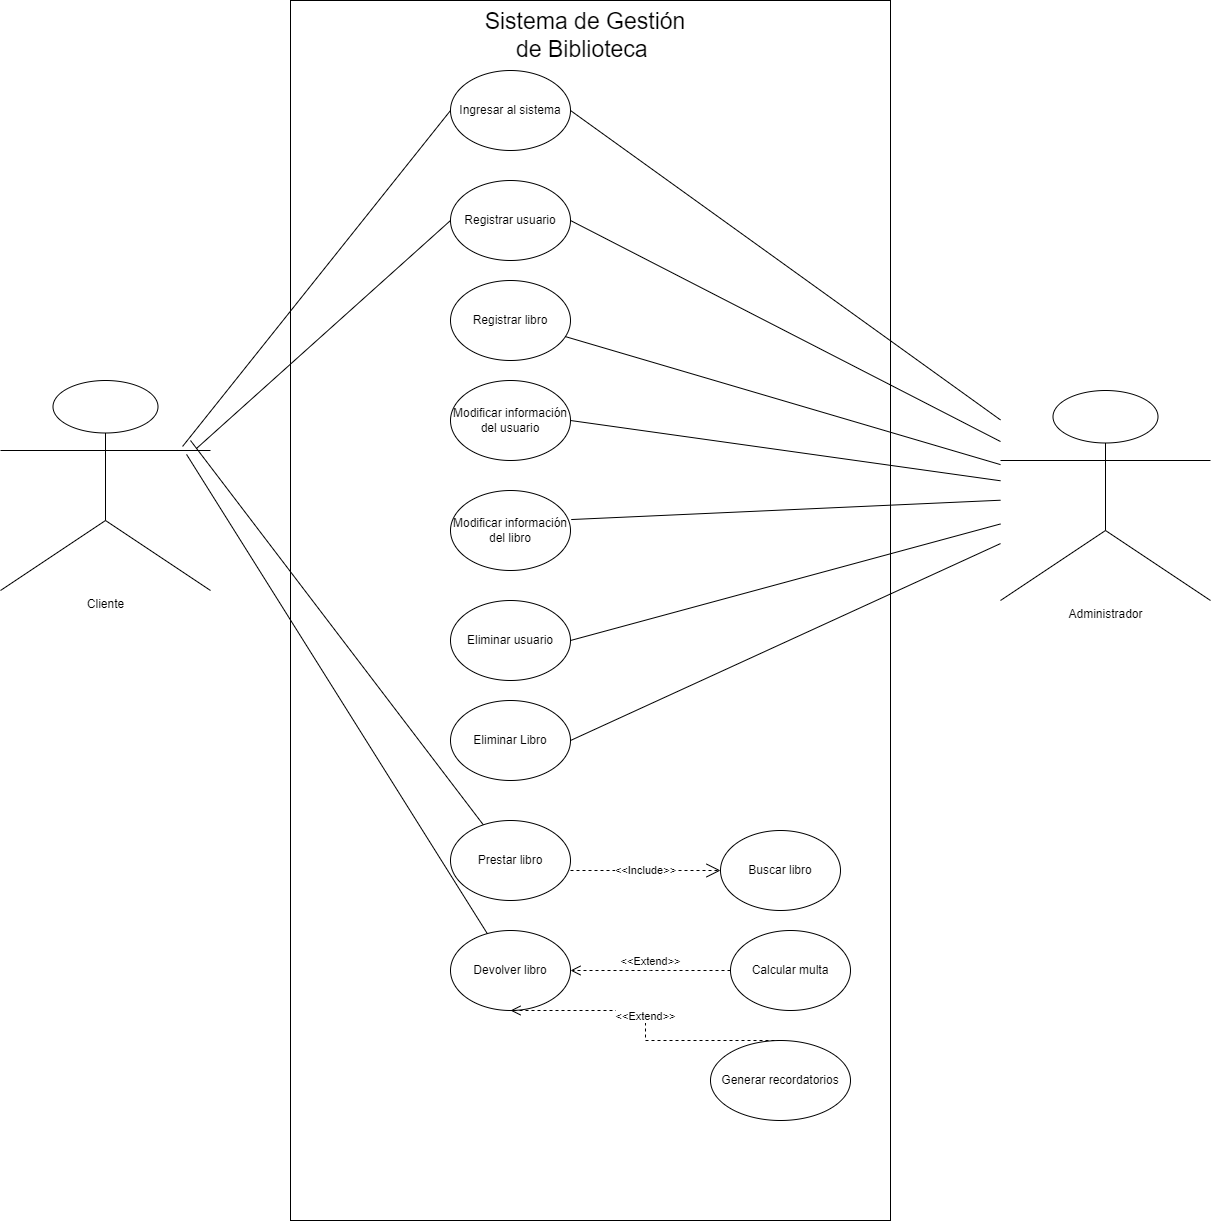 Sistema de Gestión
de Biblioteca
Ingresar al sistema
Registrar usuario
Registrar libro
Modificar información
del usuario
Modificar información
del libro
Cliente
Administrador
Eliminar usuario
Eliminar Libro
Prestar libro
<<Include>>
Buscar libro
Devolver libro
<<Extend>>
Calcular multa
<<Extend>>
Generar recordatorios